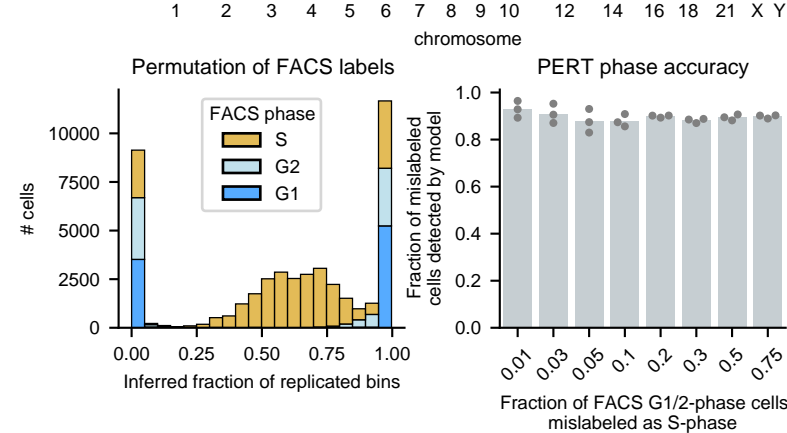 1 2 3 4 5 6 7 8 9 10 12 14 16 18 21 X Y
chromosome
Permutation of FACS labels
# cells
10000
7500
5000
2500
0
FACS phase
S
G2
G1
0.00 0.25 0.50 0.75 1.00
Inferred fraction of replicated bins
PERT phase accuracy
Fraction of mislabeled
cells detected by model
1.0
0.8
0.6
0.4
0.2
0.0
0.01 0.03 0.05 0.1 0.2 0.3 0.5 0.75
Fraction of FACS G1/2-phase cells
mislabeled as S-phase